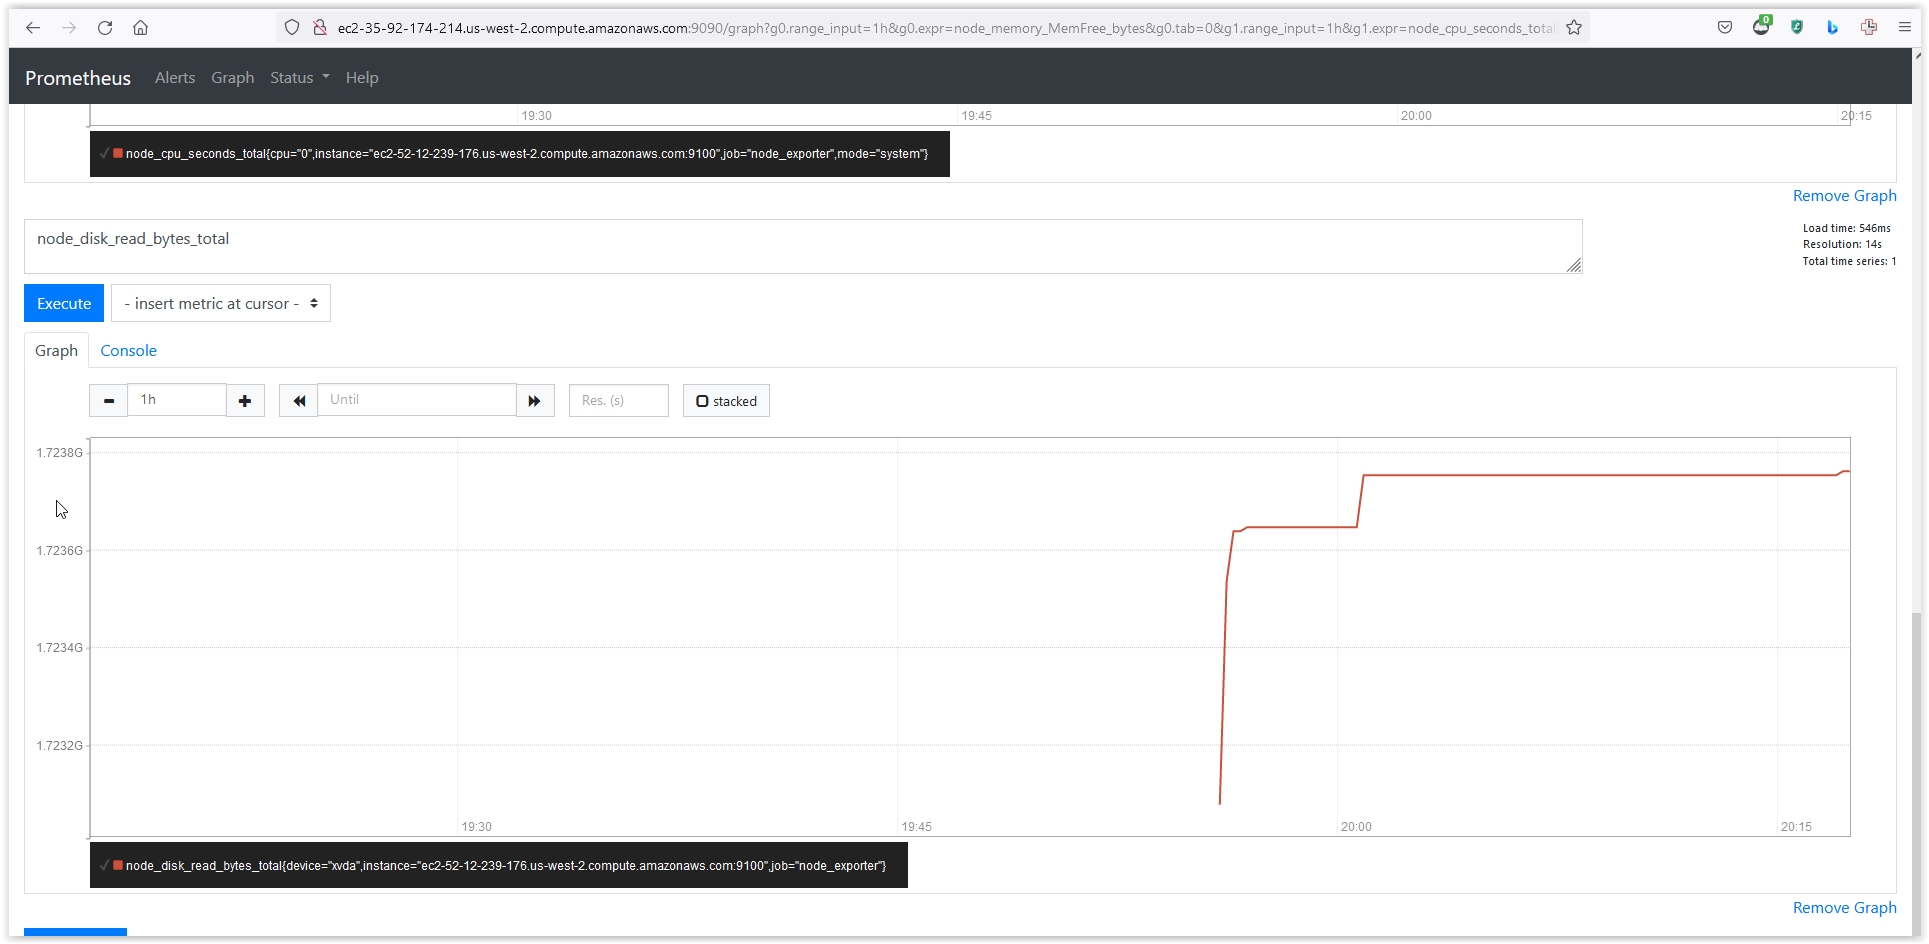 ec2-35-92-174-214.us-west-2.compute.amazonaws.com:9090/graph?g0.range_input=1h&g0.expr=node_memory_MemFree_bytes&g0.tab=0&g1.range_input=1h&g1.expr=node_cpu_seconds_total
0
Prometheus Alerts Graph Status Help
19:30 19:45 20:00 20:15
node_cpu_seconds_total{cpu="0",instance="ec2-52-12-239-176.us-west-2.compute.amazonaws.com:9100",job="node_exporter",mode="system"}
Remove Graph
node_disk_read_bytes_total
Load time: 546ms
Resolution: 14s
Total time series: 1
Execute - insert metric at cursor -
Graph Console
1h Until Res. (s) stacked
1.7238G
1.7236G
1.7234G
1.7232G
19:30 19:45 20:00 20:15
node_disk_read_bytes_total{device="xvda",instance="ec2-52-12-239-176.us-west-2.compute.amazonaws.com:9100",job="node_exporter"}
Remove Graph